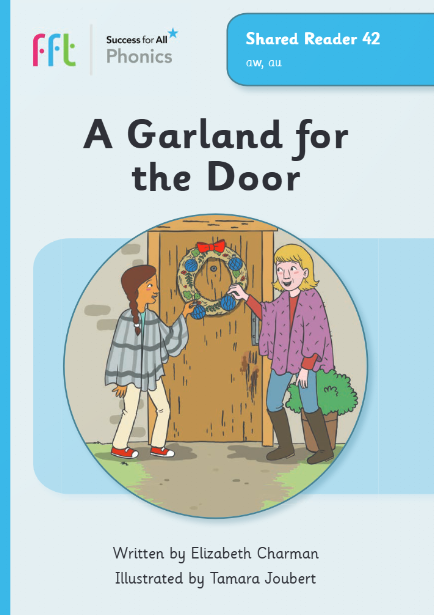 fft
Success for All
Phonics
Shared Reader 42
aw, au
A Garland for
the Door
Written by Elizabeth Charman
Illustrated by Tamara Joubert